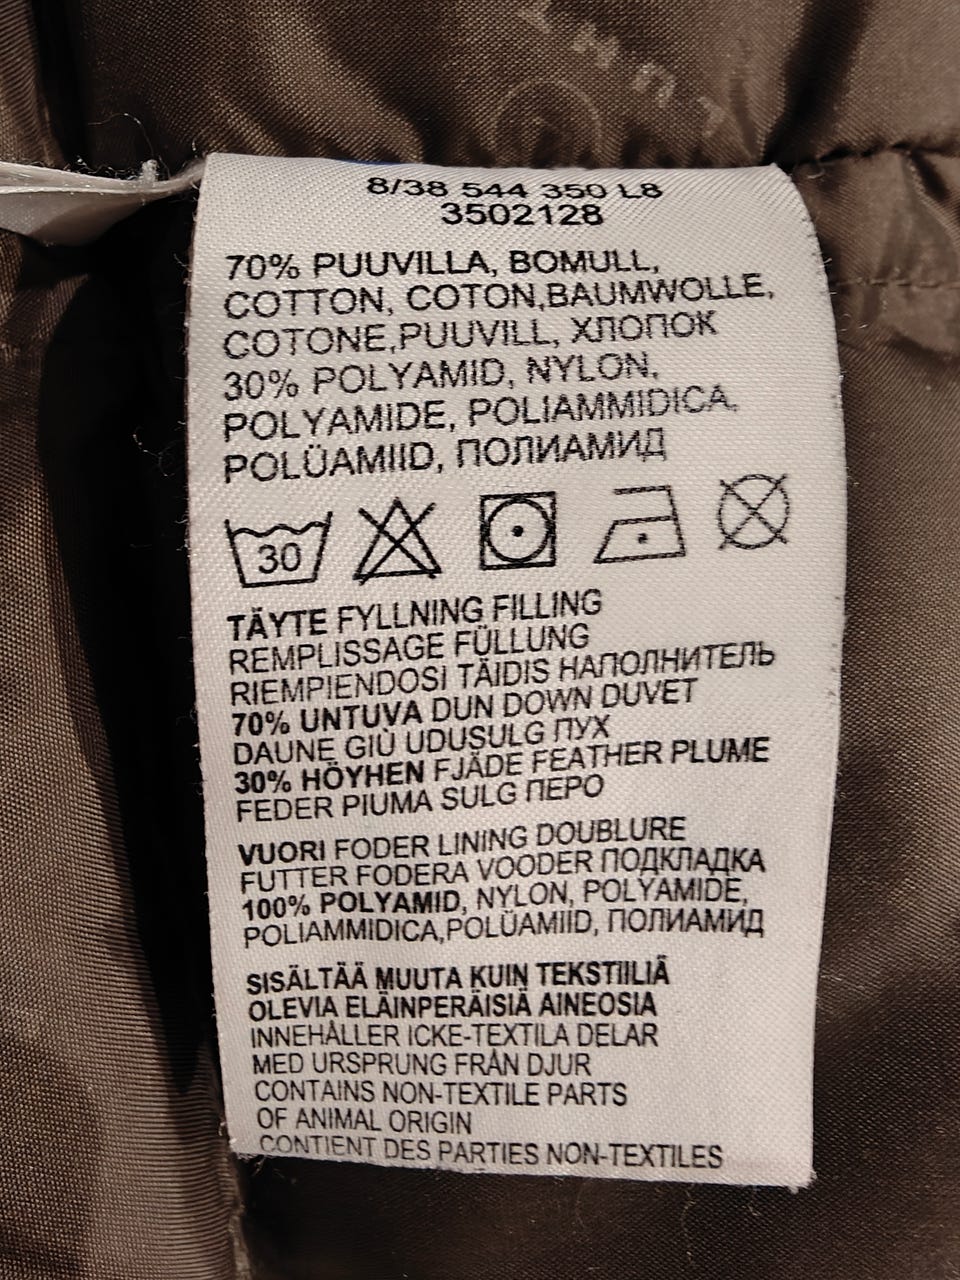 8/38 544 350 L8
3502128
70% PUUVILLA, BOMULL,
COTTON, COTON,BAUMWOLLE,
COTONE,PUUVILL, ХЛОПОК
30% POLYAMID, NYLON,
POLYAMIDE, POLIAMMIDICA,
POLÜAMIID, ПОЛИАМИД
30
TÄYTE FYLLNING FILLING
REMPLISSAGE FÜLLUNG
RIEMPIENDOSI TÄIDIS НАПОЛНИТЕЛЬ
70% UNTUVA DUN DOWN DUVET
DAUNE GIÙ UDUSULG ПУХ
30% HÖYHEN FJÄDE FEATHER PLUME
FEDER PIUMA SULG ПЕРО
VUORI FODER LINING DOUBLURE
FUTTER FODERA VOODER ПОДКЛАДКА
100% POLYAMID, NYLON, POLYAMIDE,
POLIAMMIDICA,POLÜAMIID, ПОЛИАМИД
SISÄLTÄÄ MUUTA KUIN TEKSTIILIÄ
OLEVIA ELÄINPERÄISIÄ AINEOSIA
INNEHÅLLER ICKE-TEXTILA DELAR
MED URSPRUNG FRÅN DJUR
CONTAINS NON-TEXTILE PARTS
OF ANIMAL ORIGIN
CONTIENT DES PARTIES NON-TEXTILES